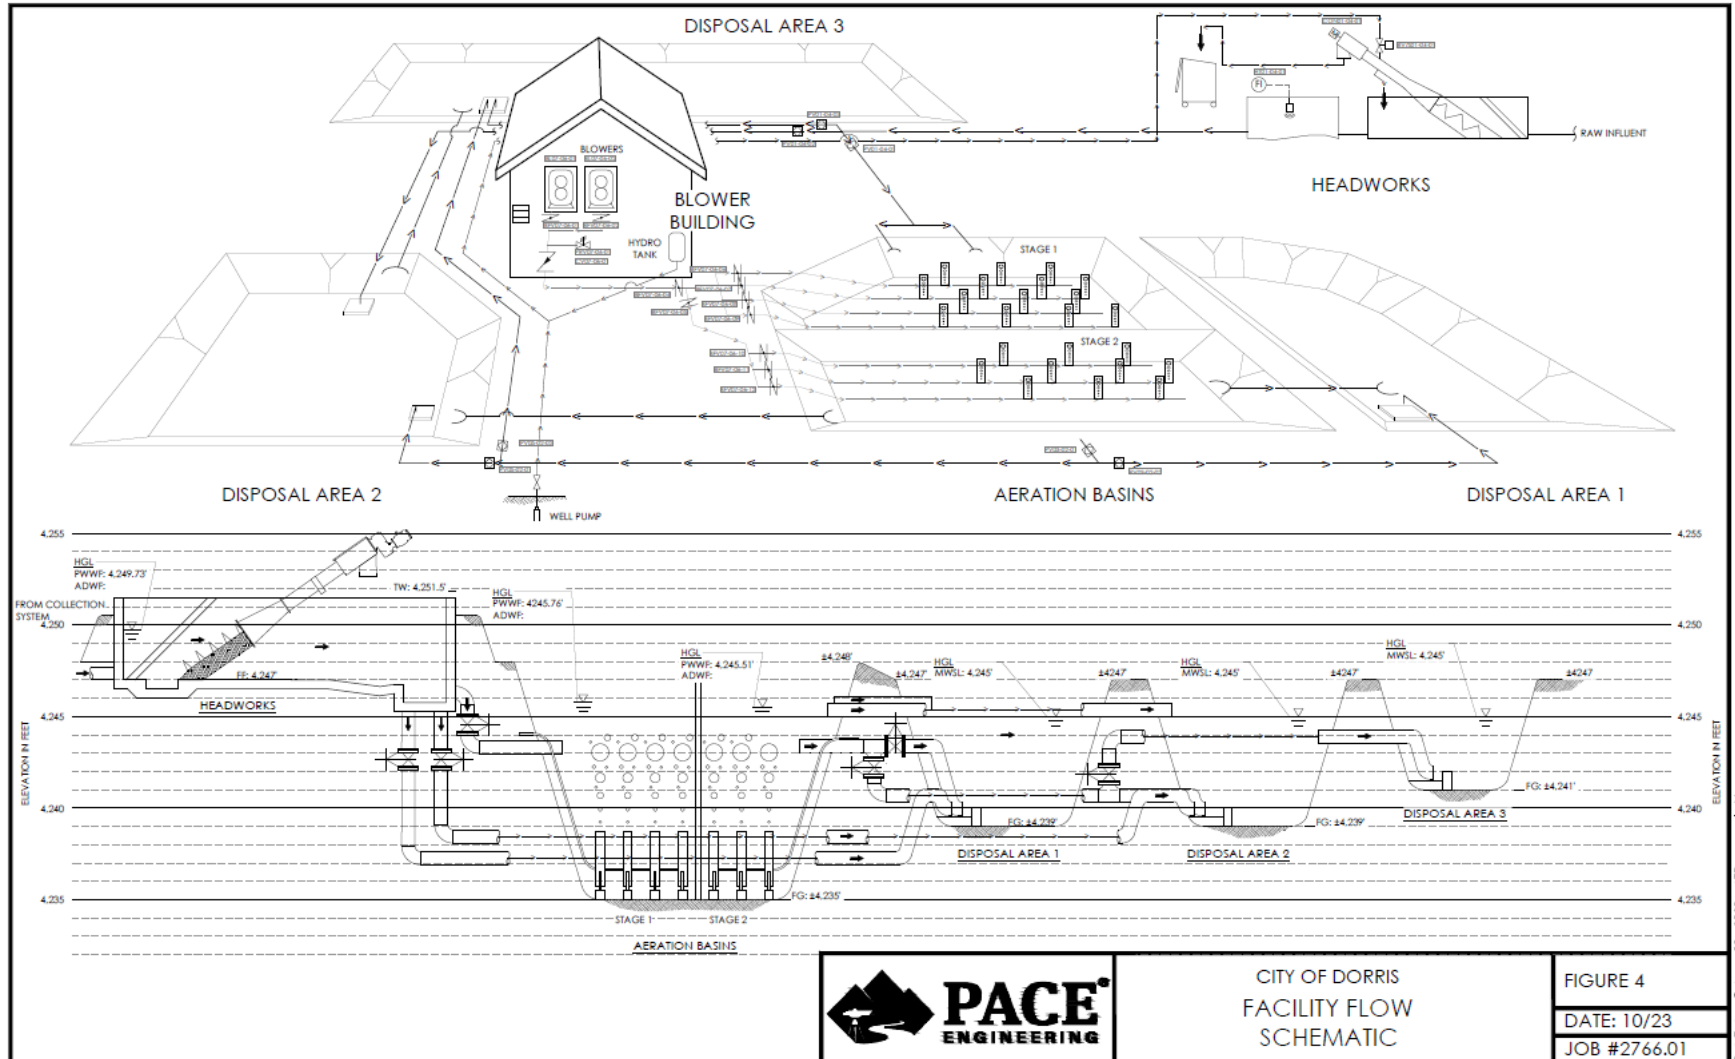 DISPOSAL AREA 3
RAW INFLUENT
HEADWORKS
FI
BLOWERS
BLOWER
BUILDING
HYDRO
TANK
STAGE 1
STAGE 2
DISPOSAL AREA 2
WELL PUMP
AERATION BASINS
DISPOSAL AREA 1
4,255
4,255
HGL
PWWF: 4,249.73'
ADWF:
TW: 4,251.5'
HGL
PWWF: 4245.76'
ADWF:
FROM COLLECTION
SYSTEM
4,250
4,250
HGL
PWWF: 4,245.51'
ADWF:
±4,248'
±4,247'
HGL
MWSL: 4,245'
±4247'
HGL
MWSL: 4,245'
±4247'
HGL
MWSL: 4,245'
±4247
FF: 4,247'
HEADWORKS
4,245
4,245
ELEVATION IN FEET
ELEVATION IN FEET
4,240
4,240
FG: ±4,239'
FG: ±4,239'
FG: ±4,241'
DISPOSAL AREA 3
DISPOSAL AREA 1
DISPOSAL AREA 2
4,235
4,235
FG: ±4,235'
STAGE 1
STAGE 2
AERATION BASINS
PACE
ENGINEERING
CITY OF DORRIS
FACILITY FLOW
SCHEMATIC
FIGURE 4
DATE: 10/23
JOB #2766.01